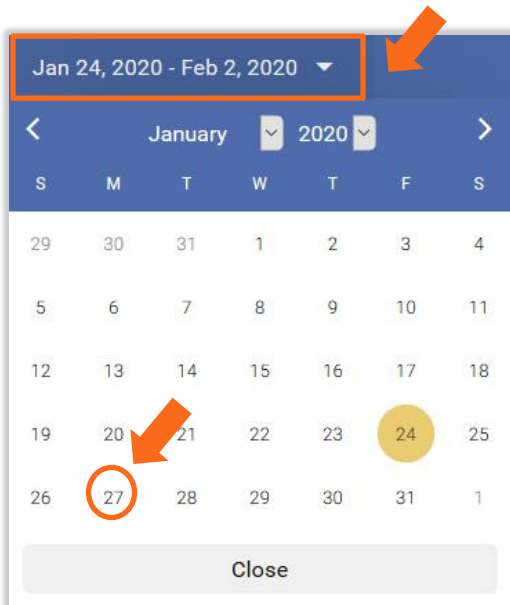 Jan 24, 2020 - Feb 2, 2020
January 2020
S M T W T F S
29 30 31 1 2 3 4
5 6 7 8 9 10 11
12 13 14 15 16 17 18
19 20 21 22 23 24 25
26 27 28 29 30 31 1
Close